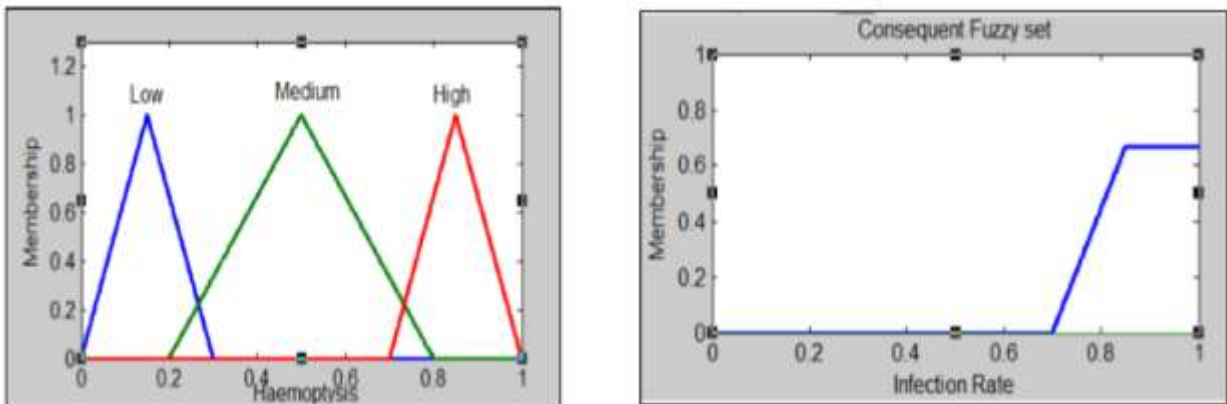 1.2
1
0.8
0.6
0.4
0.2
0
Membership
Low
Medium
High
0 0.2 0.4 0.6 0.8 1
Haemoptysis
Consequent Fuzzy set
1
0.8
0.6
0.4
0.2
0
Membership
0 0.2 0.4 0.6 0.8 1
Infection Rate